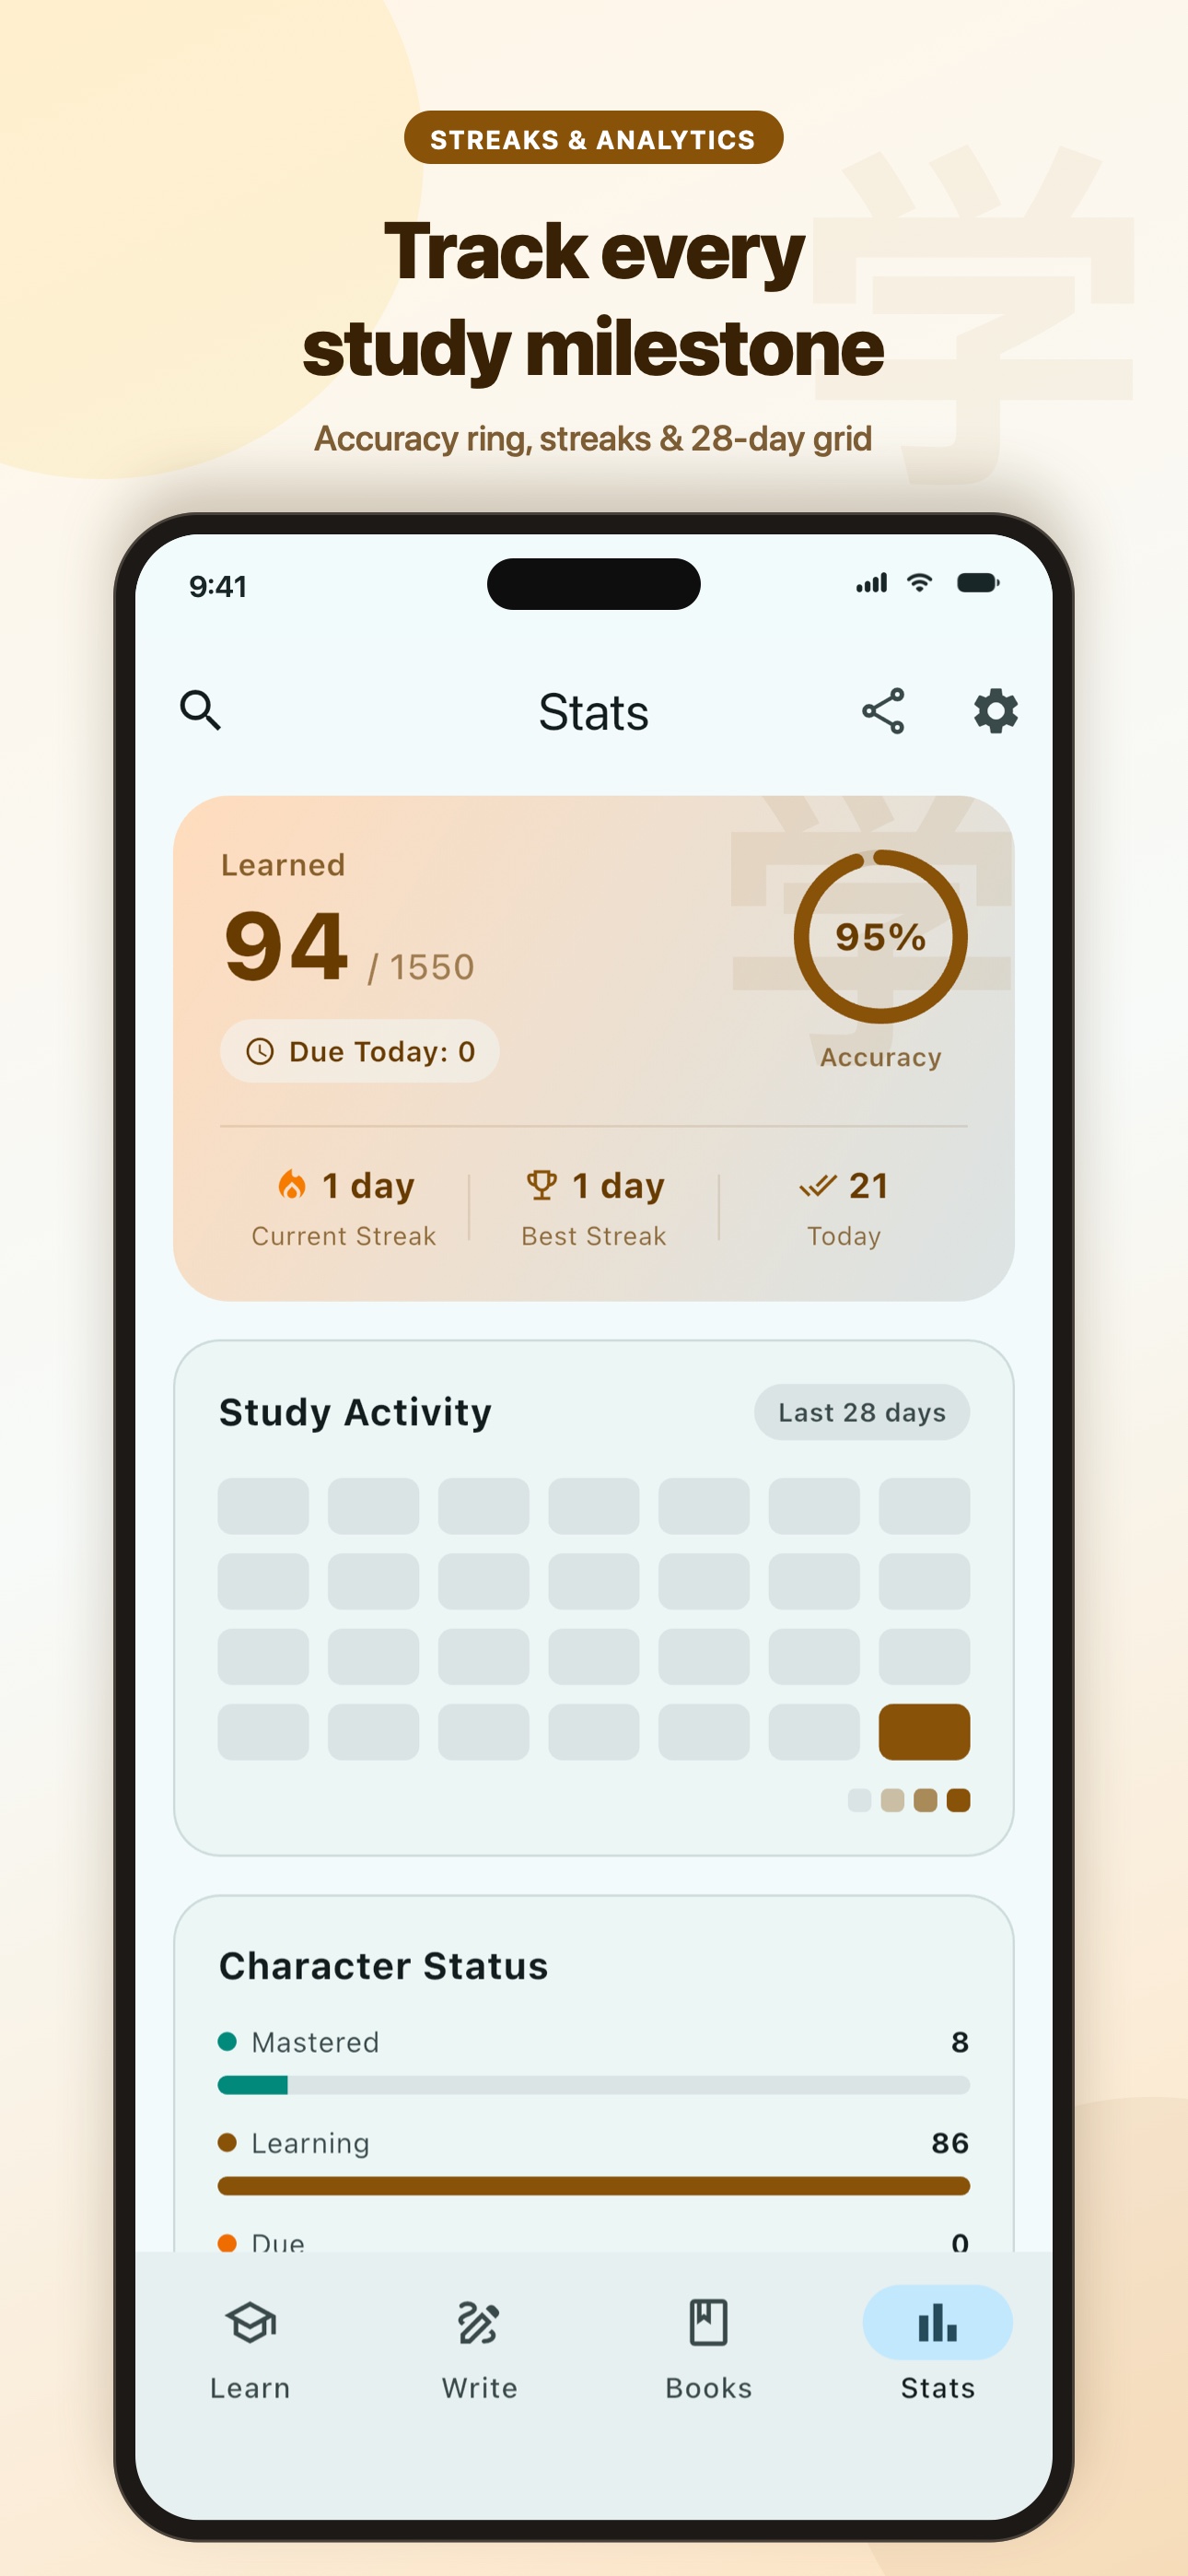 STREAKS & ANALYTICS
Track every
study milestone
Accuracy ring, streaks & 28-day grid
学
9:41
Stats
学
Learned
94 / 1550
95%
Due Today: 0
Accuracy
1 day
1 day
21
Current Streak
Best Streak
Today
Study Activity
Last 28 days
Character Status
Mastered
8
Learning
86
Due
0
Learn
Write
Books
Stats